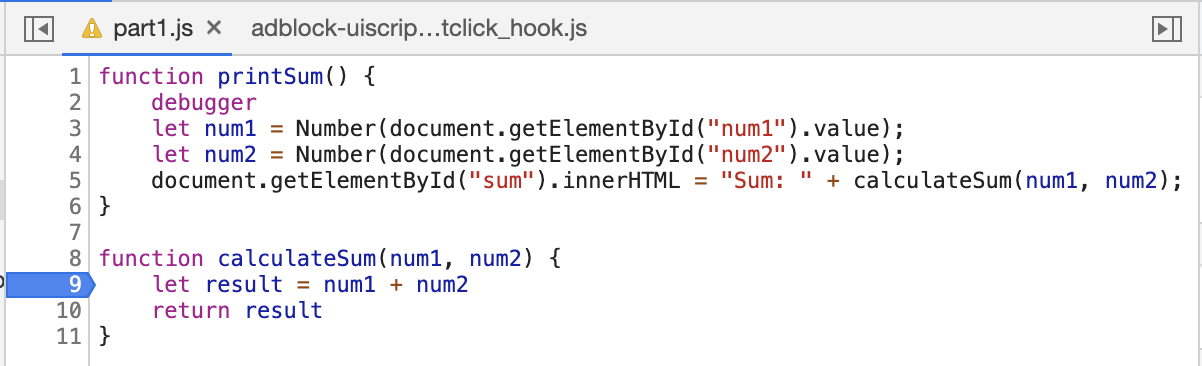 part1.js × adblock-uiscrip…tclick_hook.js
1 function printSum() {
2     debugger
3     let num1 = Number(document.getElementById("num1").value);
4     let num2 = Number(document.getElementById("num2").value);
5     document.getElementById("sum").innerHTML = "Sum: " + calculateSum(num1, num2);
6 }
7
8 function calculateSum(num1, num2) {
9     let result = num1 + num2
10     return result
11 }